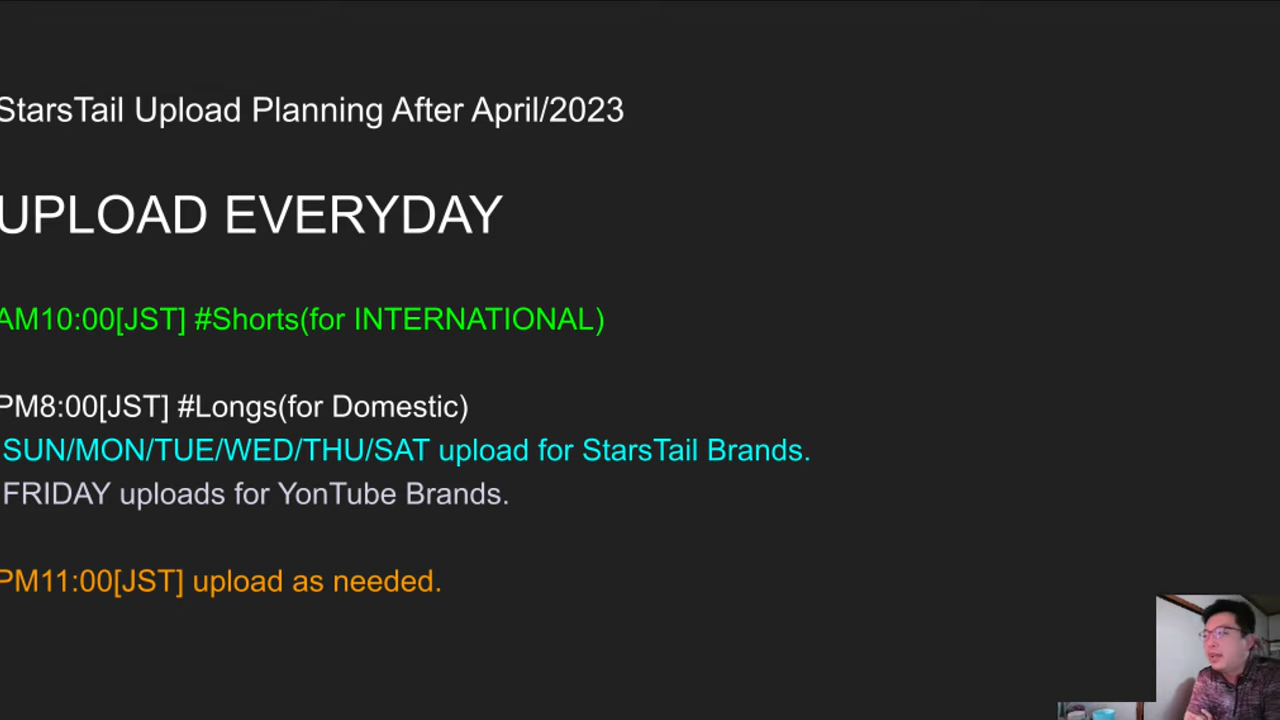 StarsTail Upload Planning After April/2023
UPLOAD EVERYDAY
AM10:00[JST] #Shorts(for INTERNATIONAL)
PM8:00[JST] #Longs(for Domestic)
SUN/MON/TUE/WED/THU/SAT upload for StarsTail Brands.
FRIDAY uploads for YonTube Brands.
PM11:00[JST] upload as needed.